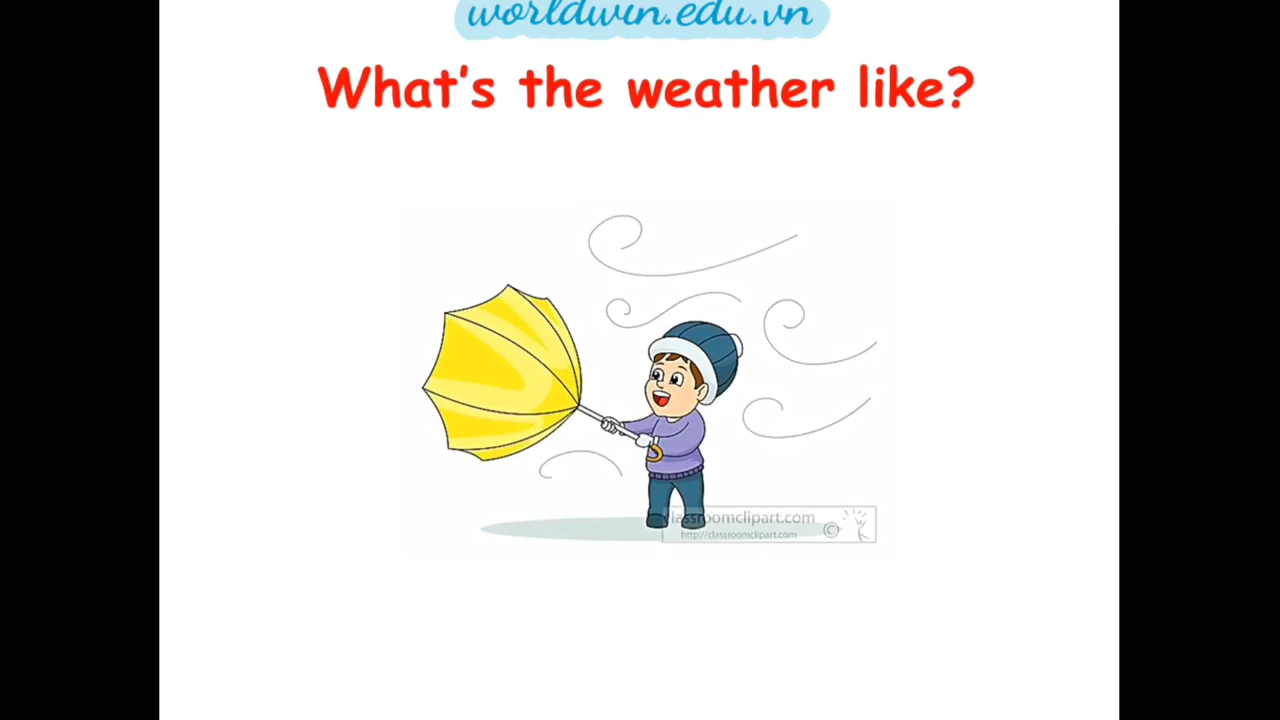 worldwin.edu.vn
What's the weather like?
classroomclipart.com
http://classroomclipart.com
©